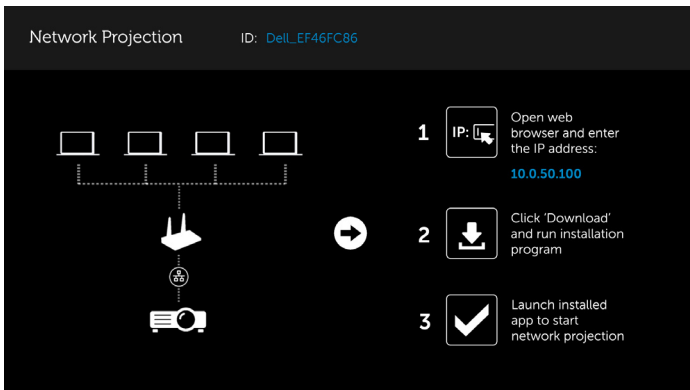 Network Projection ID: Dell_EF46FC86
1
IP:
Open web
browser and enter
the IP address:
10.0.50.100
2
Click ‘Download’
and run installation
program
3
Launch installed
app to start
network projection